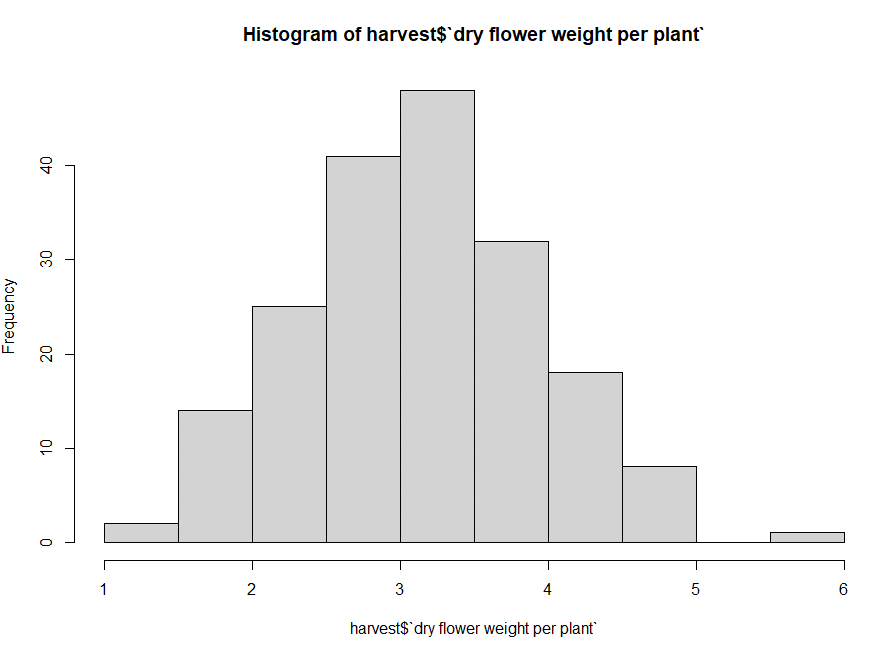 Histogram of harvest$`dry flower weight per plant`
Frequency
40
30
20
10
0
1 2 3 4 5 6
harvest$`dry flower weight per plant`